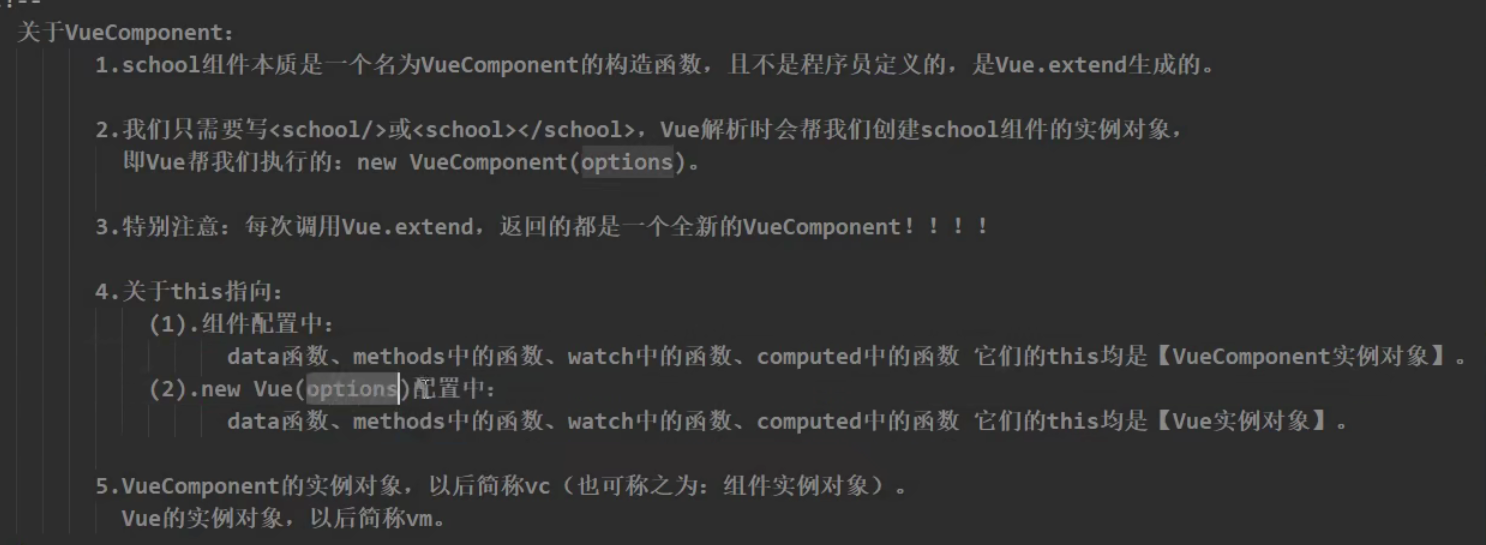 关于VueComponent:
1.school组件本质是一个名为VueComponent的构造函数，且不是程序员定义的，是Vue.extend生成的。
2.我们只需要写<school/>或<school></school>，Vue解析时会帮我们创建school组件的实例对象，
即Vue帮我们执行的：new VueComponent(options)。
3.特别注意：每次调用Vue.extend，返回的都是一个全新的VueComponent！！！！
4.关于this指向：
(1).组件配置中：
data函数、methods中的函数、watch中的函数、computed中的函数 它们的this均是【VueComponent实例对象】。
(2).new Vue(options)配置中：
data函数、methods中的函数、watch中的函数、computed中的函数 它们的this均是【Vue实例对象】。
5.VueComponent的实例对象，以后简称vc（也可称之为：组件实例对象）。
Vue的实例对象，以后简称vm。